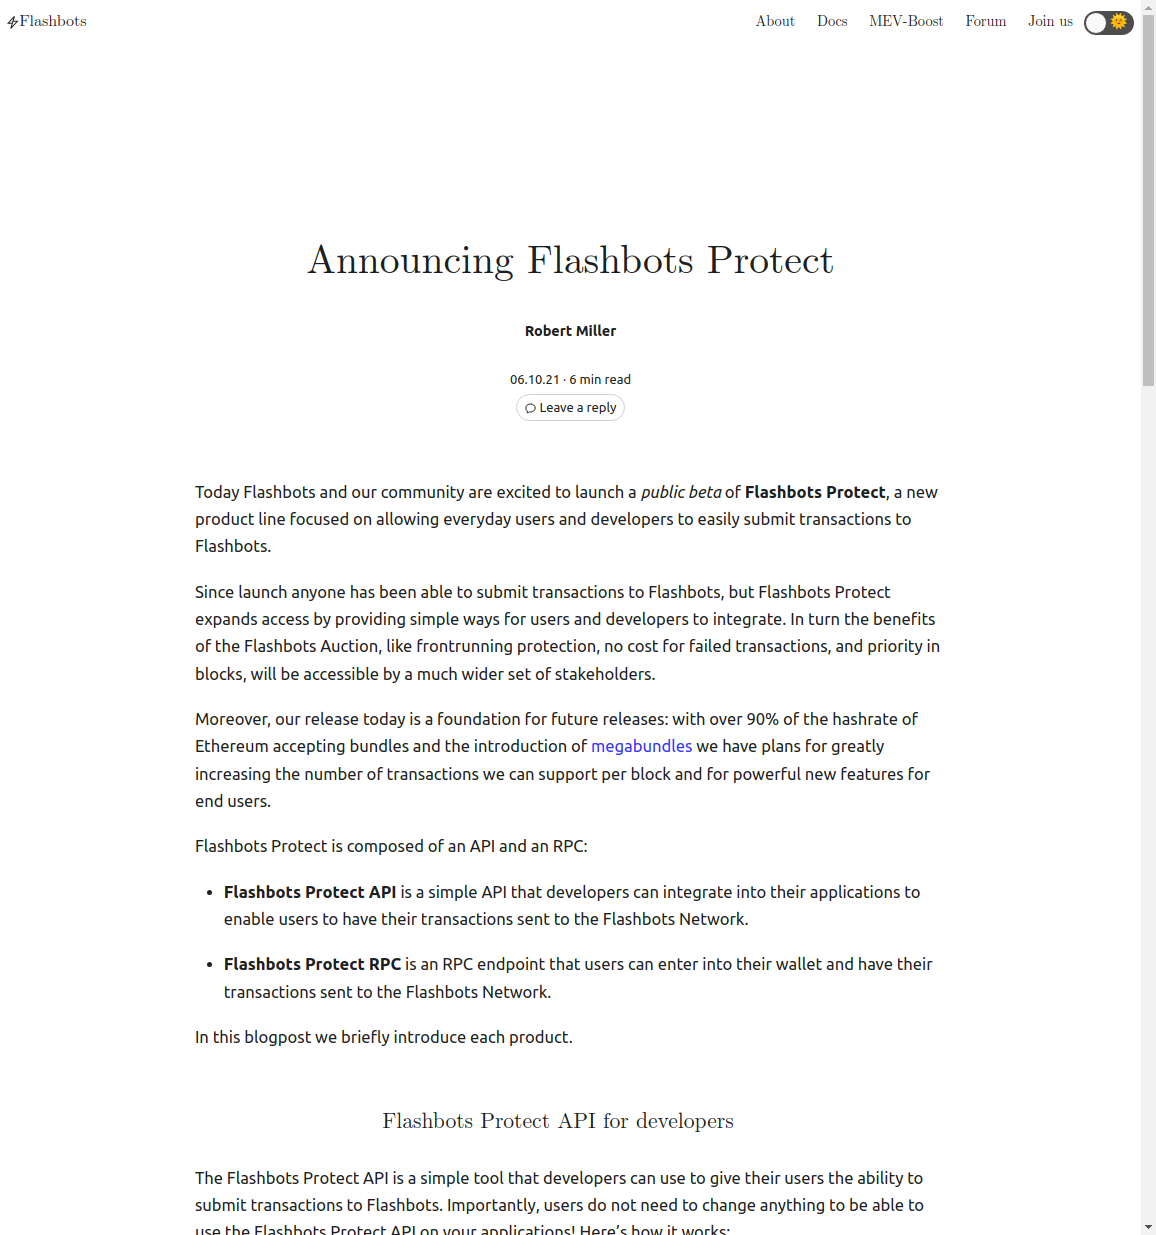 Flashbots
About Docs MEV-Boost Forum Join us
Announcing Flashbots Protect
Robert Miller
06.10.21 · 6 min read
Leave a reply
Today Flashbots and our community are excited to launch a public beta of Flashbots Protect, a new
product line focused on allowing everyday users and developers to easily submit transactions to
Flashbots.
Since launch anyone has been able to submit transactions to Flashbots, but Flashbots Protect
expands access by providing simple ways for users and developers to integrate. In turn the benefits
of the Flashbots Auction, like frontrunning protection, no cost for failed transactions, and priority in
blocks, will be accessible by a much wider set of stakeholders.
Moreover, our release today is a foundation for future releases: with over 90% of the hashrate of
Ethereum accepting bundles and the introduction of megabundles we have plans for greatly
increasing the number of transactions we can support per block and for powerful new features for
end users.
Flashbots Protect is composed of an API and an RPC:
• Flashbots Protect API is a simple API that developers can integrate into their applications to
enable users to have their transactions sent to the Flashbots Network.
• Flashbots Protect RPC is an RPC endpoint that users can enter into their wallet and have their
transactions sent to the Flashbots Network.
In this blogpost we briefly introduce each product.
Flashbots Protect API for developers
The Flashbots Protect API is a simple tool that developers can use to give their users the ability to
submit transactions to Flashbots. Importantly, users do not need to change anything to be able to
use the Flashbots Protect API on your applications! Here’s how it works: